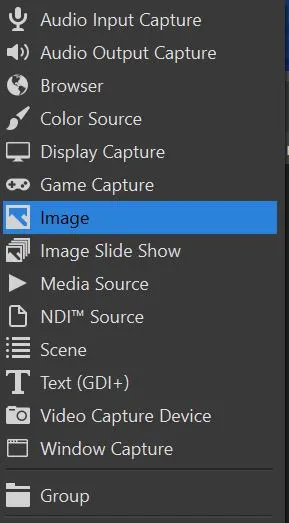 Audio Input Capture
Audio Output Capture
Browser
Color Source
Display Capture
Game Capture
Image
Image Slide Show
Media Source
NDI™ Source
Scene
Text (GDI+)
Video Capture Device
Window Capture
Group